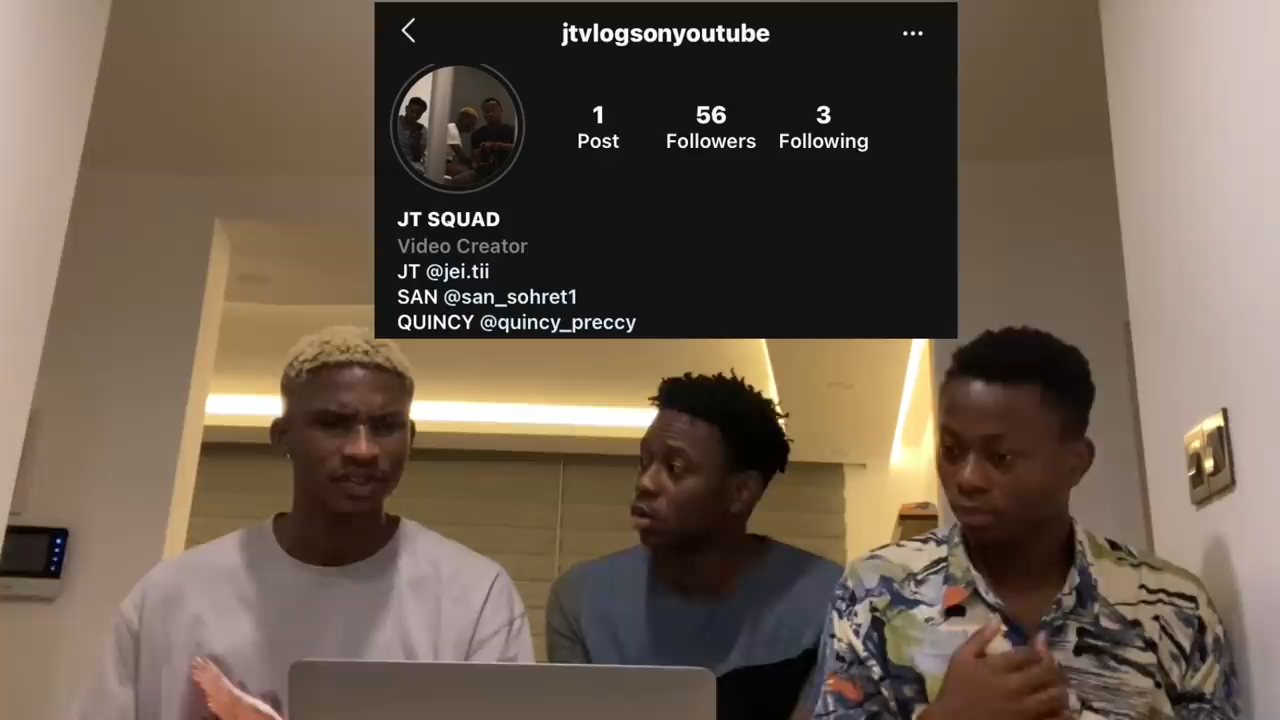 jtvlogsonyoutube
1 56 3
Post Followers Following
JT SQUAD
Video Creator
JT @jei.tii
SAN @san_sohret1
QUINCY @quincy_preccy